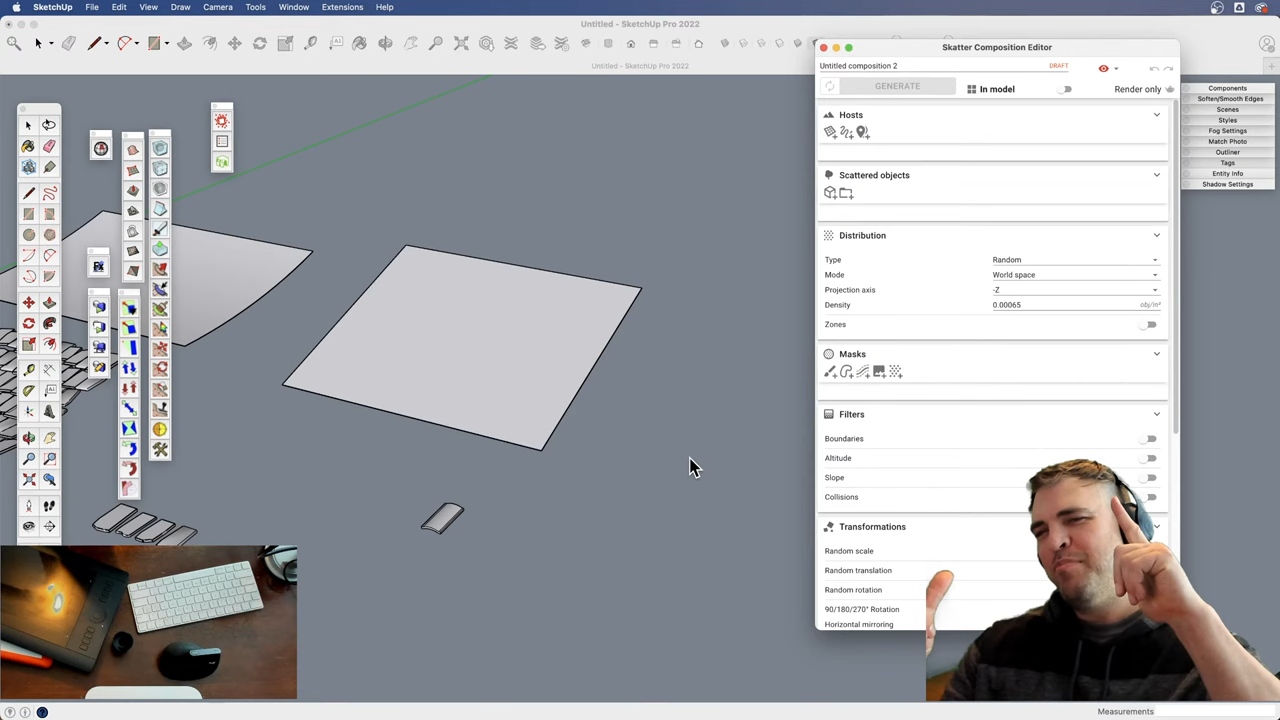 SketchUp File Edit View Draw Camera Tools Window Extensions Help
Untitled - SketchUp Pro 2022
Untitled - SketchUp Pro 2022
Skatter Composition Editor
Untitled composition 2 DRAFT
GENERATE In model Render only
Hosts
Scattered objects
Distribution
Type Random
Mode World space
Projection axis -Z
Density 0.00065 obj/in²
Zones
Masks
Filters
Boundaries
Altitude
Slope
Collisions
Transformations
Random scale
Random translation
Random rotation
90/180/270° Rotation
Horizontal mirroring
Components
Soften/Smooth Edges
Scenes
Styles
Fog Settings
Match Photo
Outliner
Tags
Entity Info
Shadow Settings
Measurements